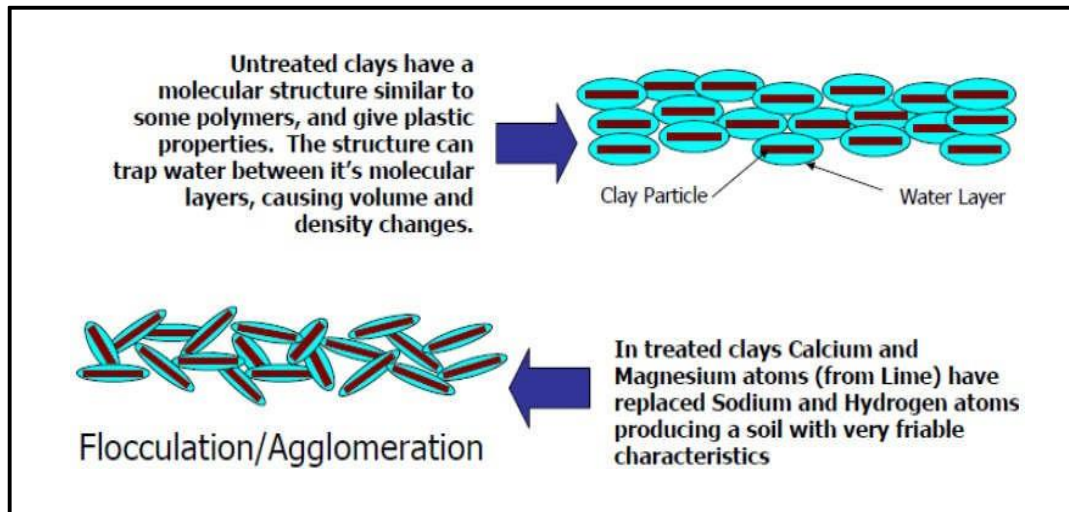 Untreated clays have a
molecular structure similar to
some polymers, and give plastic
properties.  The structure can
trap water between it's molecular
layers, causing volume and
density changes.
Clay Particle
Water Layer
Flocculation/Agglomeration
In treated clays Calcium and
Magnesium atoms (from Lime) have
replaced Sodium and Hydrogen atoms
producing a soil with very friable
characteristics